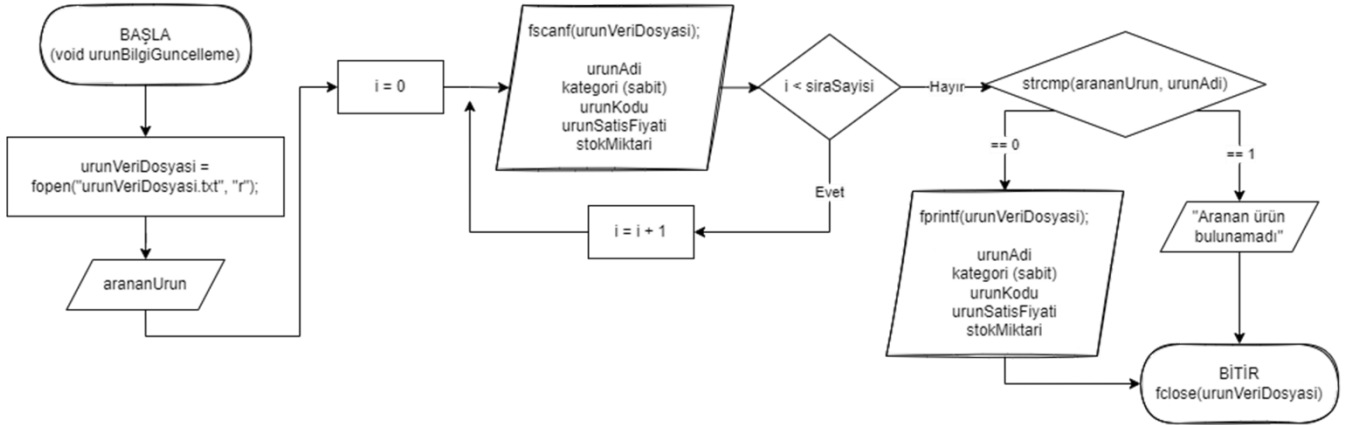 BAŞLA
(void urunBilgiGuncelleme)
urunVeriDosyasi =
fopen("urunVeriDosyasi.txt", "r");
arananUrun
i = 0
fscanf(urunVeriDosyasi);
urunAdi
kategori (sabit)
urunKodu
urunSatisFiyati
stokMiktari
i < siraSayisi
Evet
i = i + 1
Hayır
strcmp(arananUrun, urunAdi)
== 0
fprintf(urunVeriDosyasi);
urunAdi
kategori (sabit)
urunKodu
urunSatisFiyati
stokMiktari
== 1
"Aranan ürün
bulunamadı"
BİTİR
fclose(urunVeriDosyasi)